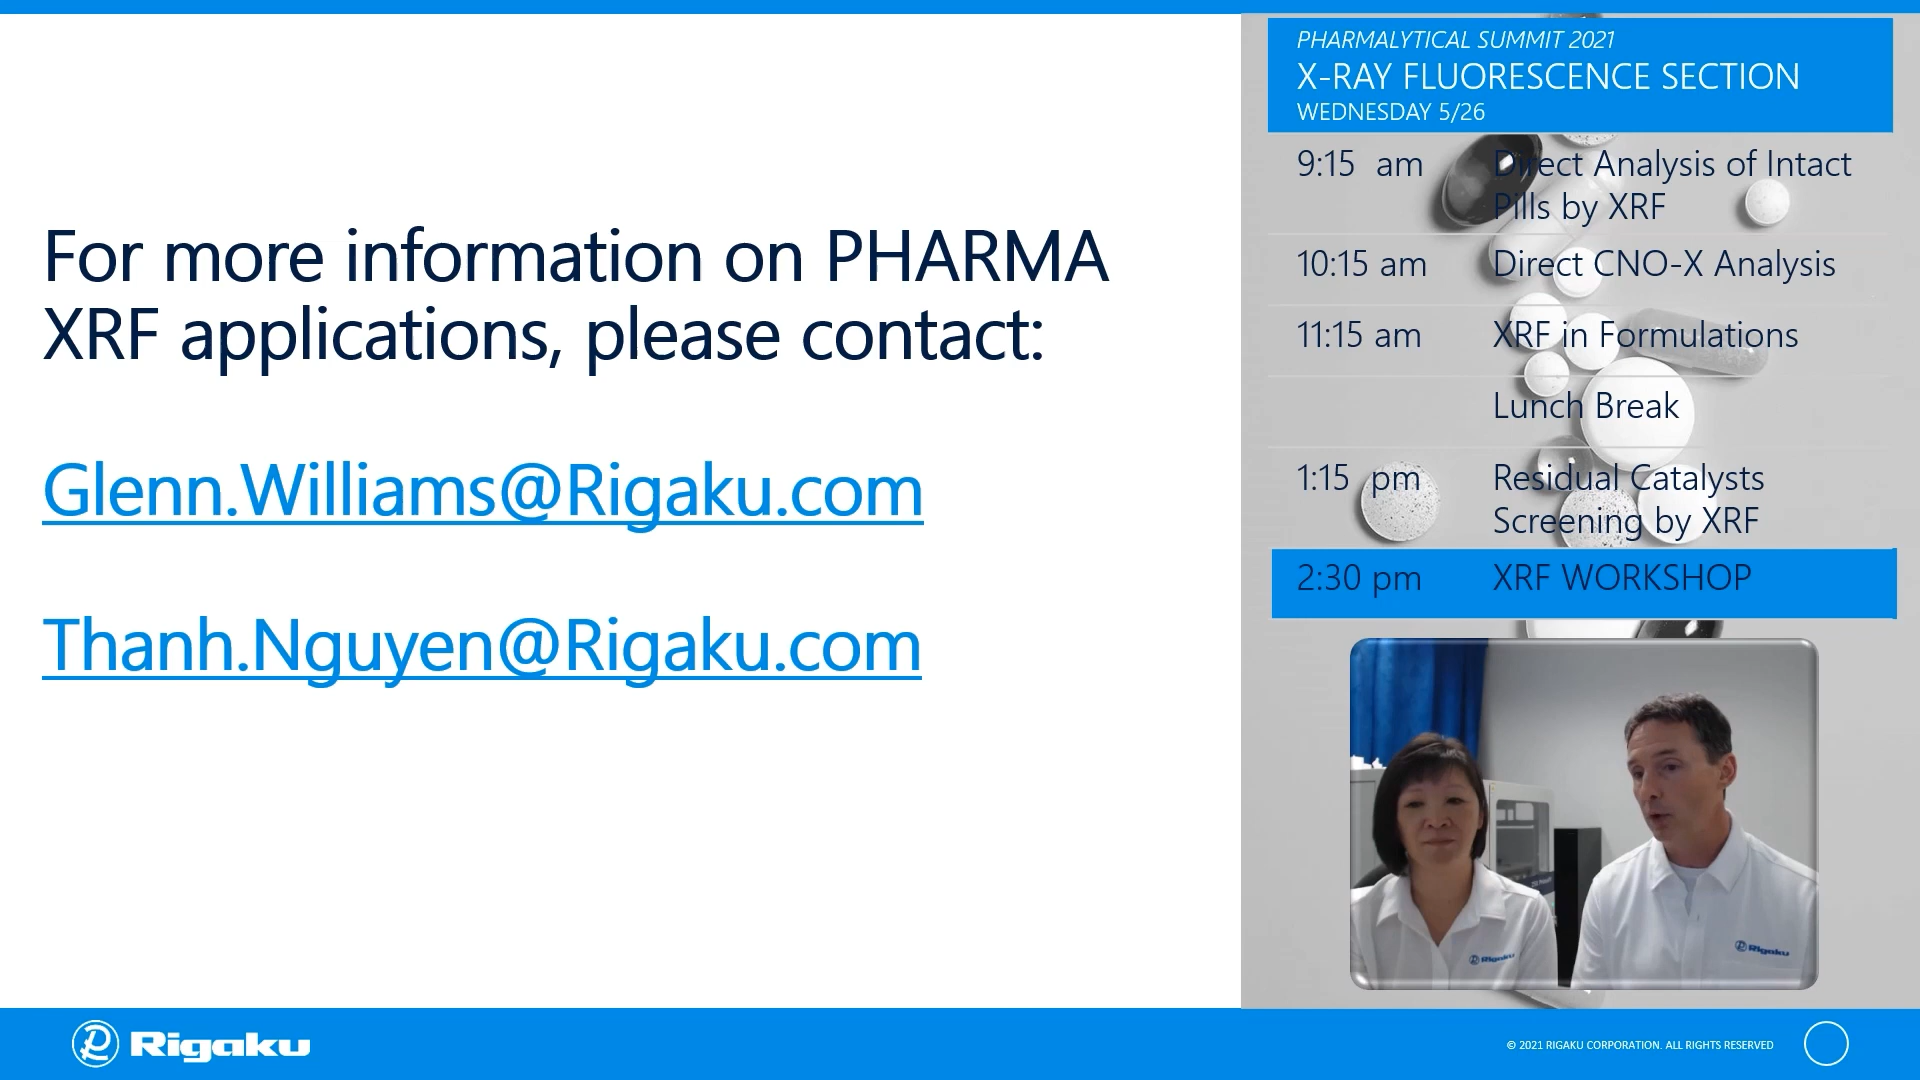 For more information on PHARMA
XRF applications, please contact:
Glenn.Williams@Rigaku.com
Thanh.Nguyen@Rigaku.com
PHARMALYTICAL SUMMIT 2021
X-RAY FLUORESCENCE SECTION
WEDNESDAY 5/26
9:15 am Direct Analysis of Intact
Pills by XRF
10:15 am Direct CNO-X Analysis
11:15 am XRF in Formulations
Lunch Break
1:15 pm Residual Catalysts
Screening by XRF
2:30 pm XRF WORKSHOP
Rigaku
Rigaku
Rigaku
© 2021 RIGAKU CORPORATION. ALL RIGHTS RESERVED